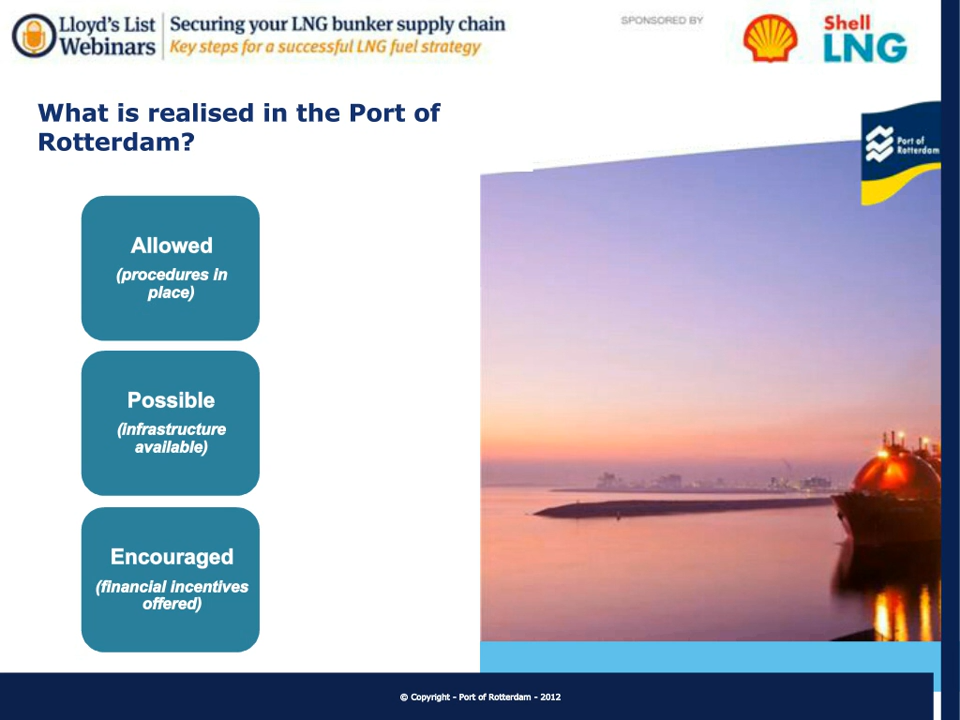 Lloyd's List
Webinars
Securing your LNG bunker supply chain
Key steps for a successful LNG fuel strategy
SPONSORED BY
Shell
LNG
What is realised in the Port of
Rotterdam?
Port of
Rotterdam
Allowed
(procedures in
place)
Possible
(infrastructure
available)
Encouraged
(financial incentives
offered)
© Copyright - Port of Rotterdam - 2012